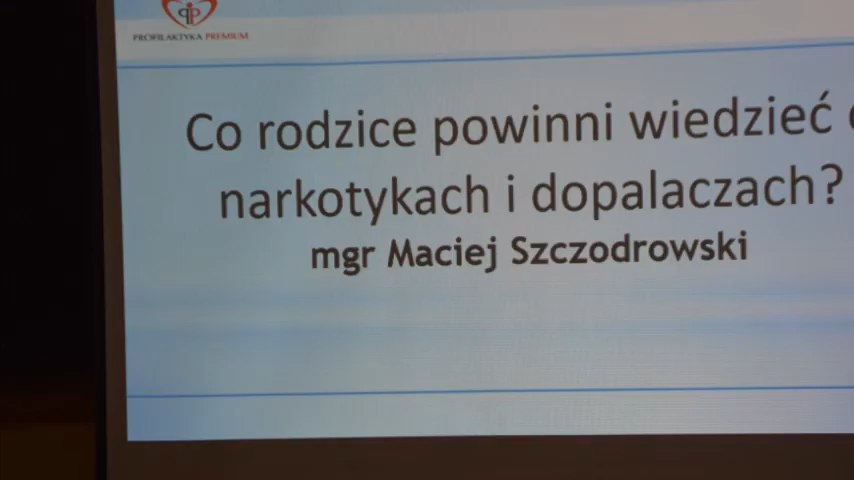 PROFILAKTYKA PREMIUM
Co rodzice powinni wiedzieć
narkotykach i dopalaczach?
mgr Maciej Szczodrowski